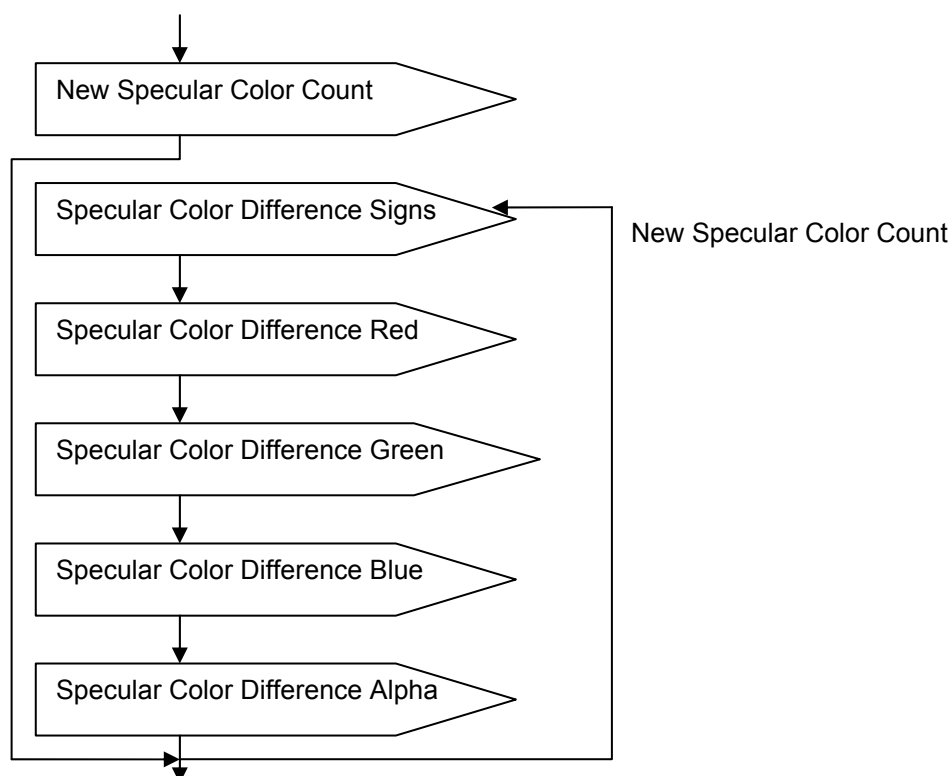 New Specular Color Count
Specular Color Difference Signs
New Specular Color Count
Specular Color Difference Red
Specular Color Difference Green
Specular Color Difference Blue
Specular Color Difference Alpha